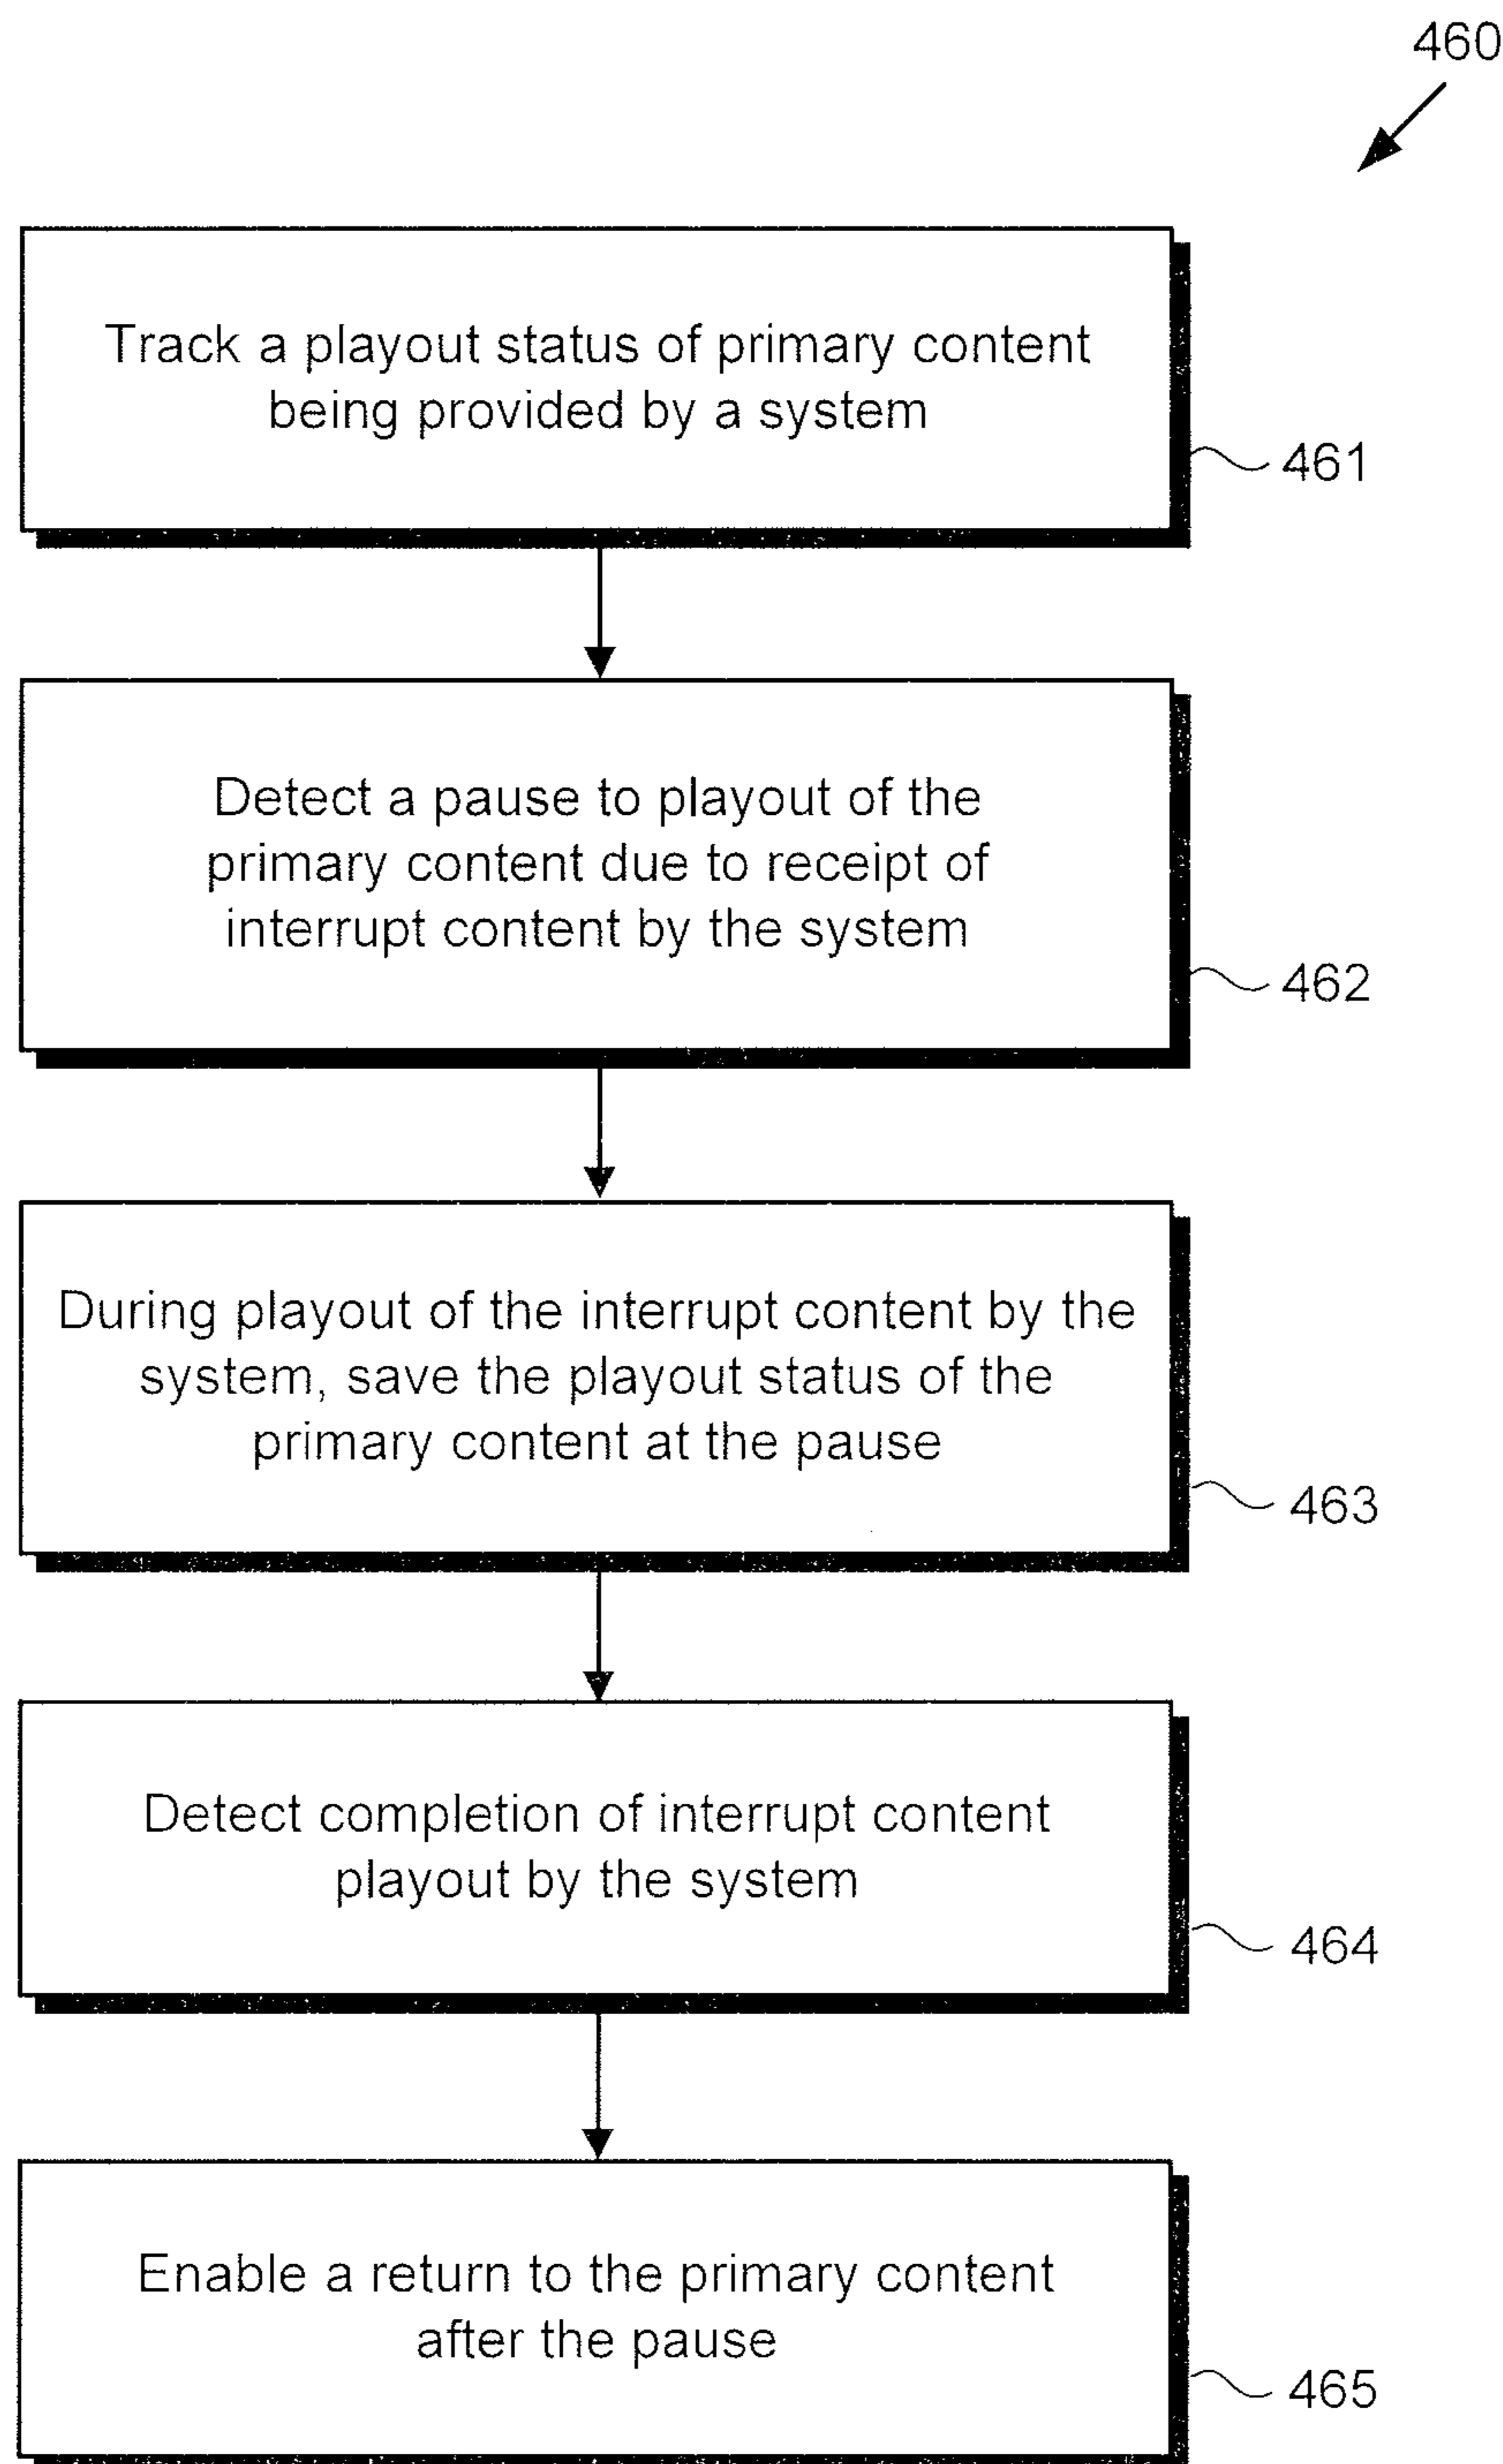 460
Track a playout status of primary content
being provided by a system
461
Detect a pause to playout of the
primary content due to receipt of
interrupt content by the system
462
During playout of the interrupt content by the
system, save the playout status of the
primary content at the pause
463
Detect completion of interrupt content
playout by the system
464
Enable a return to the primary content
after the pause
465